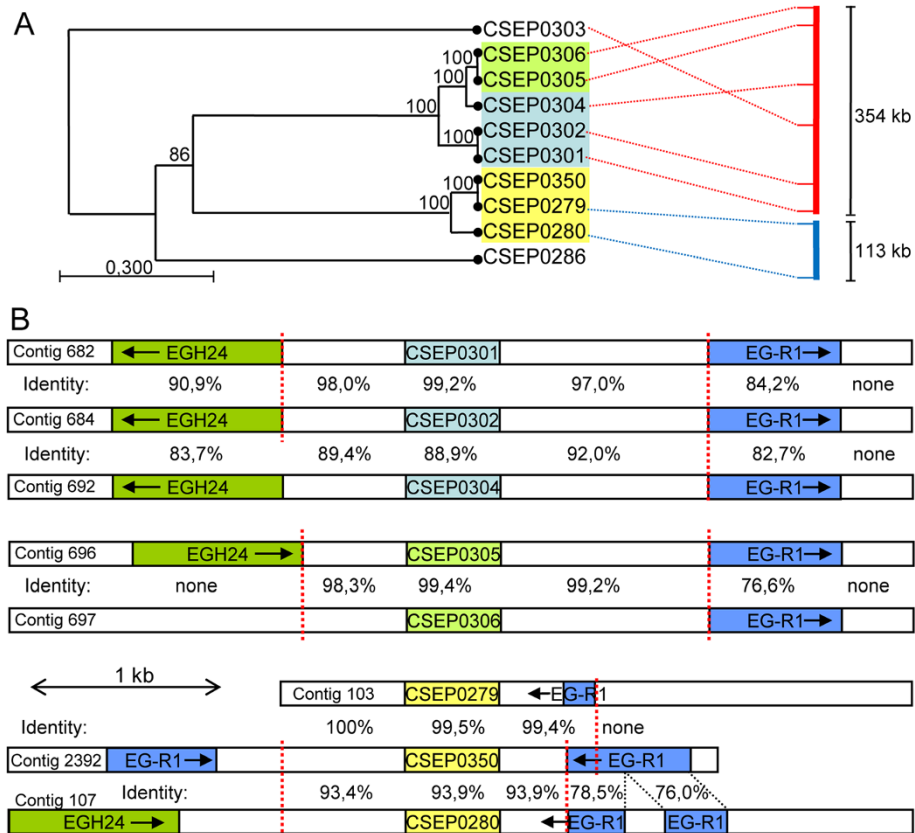 A
CSEP0303
CSEP0306
100
CSEP0305
100
CSEP0304
100
354 kb
CSEP0302
100
CSEP0301
86
CSEP0350
100
CSEP0279
100
CSEP0280
113 kb
CSEP0286
0,300
B
Contig 682 EGH24 CSEP0301 EG-R1
Identity: 90,9% 98,0% 99,2% 97,0% 84,2% none
Contig 684 EGH24 CSEP0302 EG-R1
Identity: 83,7% 89,4% 88,9% 92,0% 82,7% none
Contig 692 EGH24 CSEP0304 EG-R1
Contig 696 EGH24 CSEP0305 EG-R1
Identity: none 98,3% 99,4% 99,2% 76,6% none
Contig 697 CSEP0306 EG-R1
1 kb
Contig 103 CSEP0279 EG-R1
Identity: 100% 99,5% 99,4% none
Contig 2392 EG-R1 CSEP0350 EG-R1
Identity: 93,4% 93,9% 93,9% 78,5% 76,0%
Contig 107
EGH24 CSEP0280 EG-R1 EG-R1